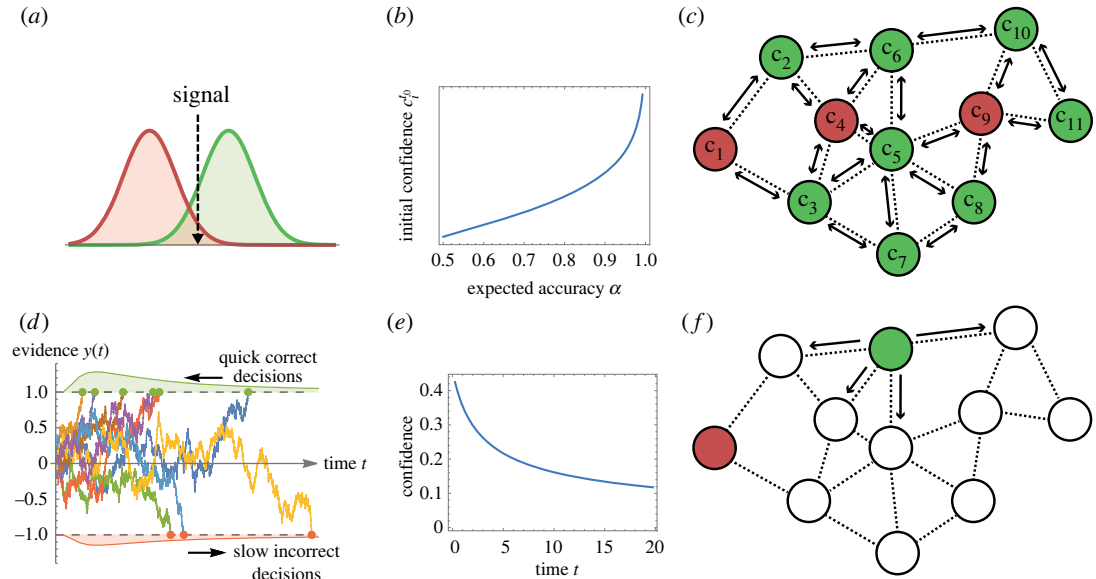 (a)
signal
(b)
initial confidence c_i^{t_0}
0.5 0.6 0.7 0.8 0.9 1.0
expected accuracy α
(c)
c2
c6
c10
c4
c9
c11
c1
c5
c3
c8
c7
(d)
evidence y(t)
quick correct
decisions
1.0
0.5
0
–0.5
–1.0
time t
slow incorrect
decisions
(e)
confidence
0.4
0.3
0.2
0.1
0
0 5 10 15 20
time t
(f)